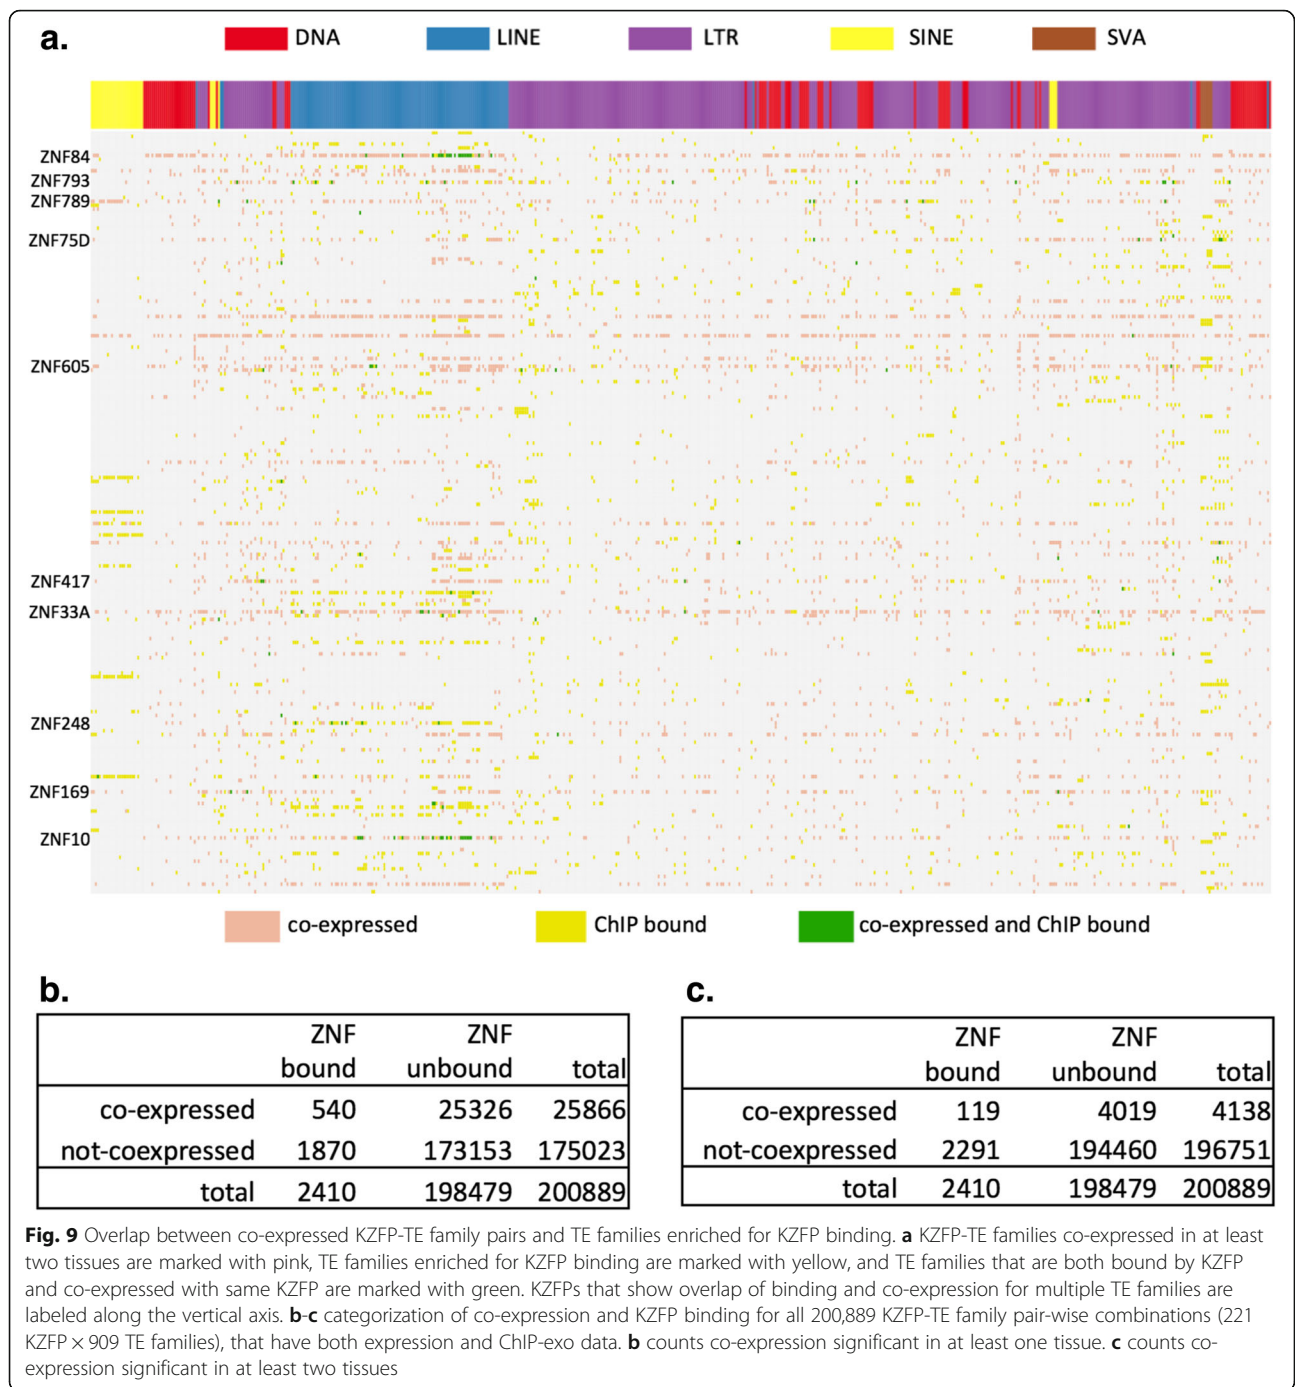 a.
DNA LINE LTR SINE SVA
ZNF84
ZNF793
ZNF789
ZNF75D
ZNF605
ZNF417
ZNF33A
ZNF248
ZNF169
ZNF10
co-expressed ChIP bound co-expressed and ChIP bound
b.
ZNF ZNF
bound unbound total
co-expressed 540 25326 25866
not-coexpressed 1870 173153 175023
total 2410 198479 200889
c.
ZNF ZNF
bound unbound total
co-expressed 119 4019 4138
not-coexpressed 2291 194460 196751
total 2410 198479 200889
Fig. 9 Overlap between co-expressed KZFP-TE family pairs and TE families enriched for KZFP binding. a KZFP-TE families co-expressed in at least
two tissues are marked with pink, TE families enriched for KZFP binding are marked with yellow, and TE families that are both bound by KZFP
and co-expressed with same KZFP are marked with green. KZFPs that show overlap of binding and co-expression for multiple TE families are
labeled along the vertical axis. b-c categorization of co-expression and KZFP binding for all 200,889 KZFP-TE family pair-wise combinations (221
KZFP × 909 TE families), that have both expression and ChIP-exo data. b counts co-expression significant in at least one tissue. c counts co-
expression significant in at least two tissues